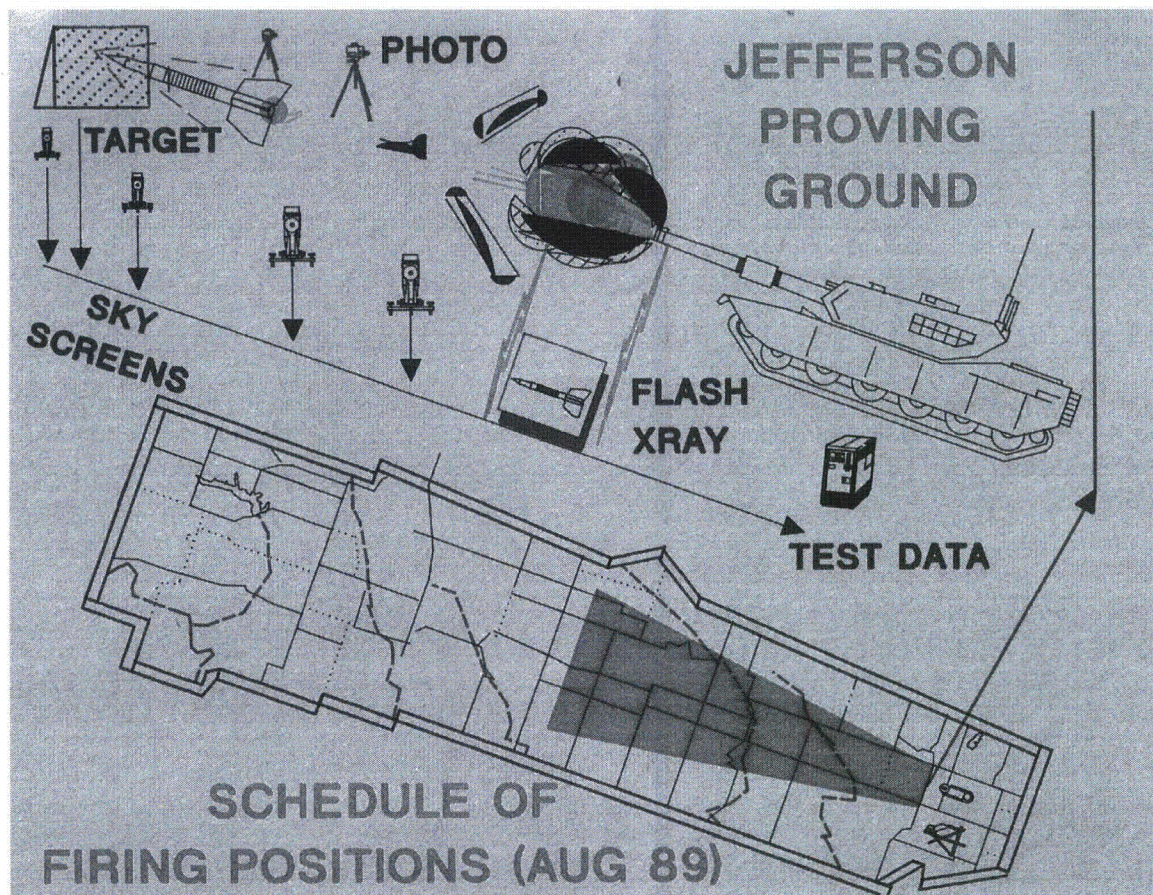 PHOTO
JEFFERSON
PROVING
GROUND
TARGET
SKY
SCREENS
FLASH
XRAY
TEST DATA
SCHEDULE OF
FIRING POSITIONS (AUG 89)